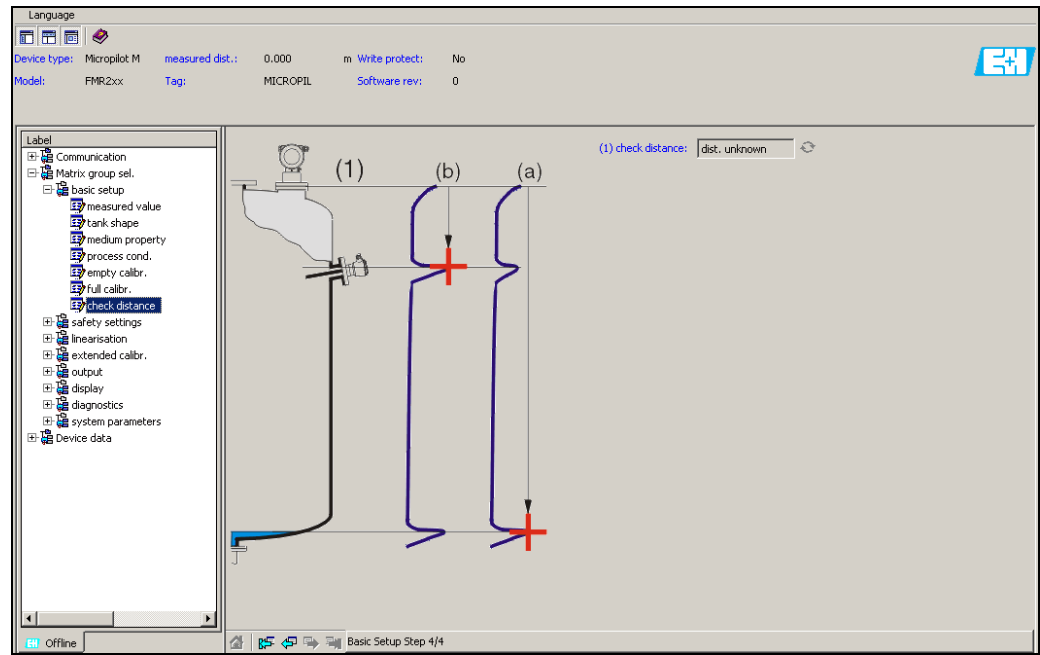 Language
Device type: Micropilot M measured dist.: 0.000 m Write protect: No
Model: FMR2xx Tag: MICROPIL Software rev: 0
E+H
Label
Communication
Matrix group sel.
basic setup
measured value
tank shape
medium property
process cond.
empty calibr.
full calibr.
check distance
safety settings
linearisation
extended calibr.
output
display
diagnostics
system parameters
Device data
(1) (b) (a)
(1) check distance: dist. unknown
Offline
Basic Setup Step 4/4